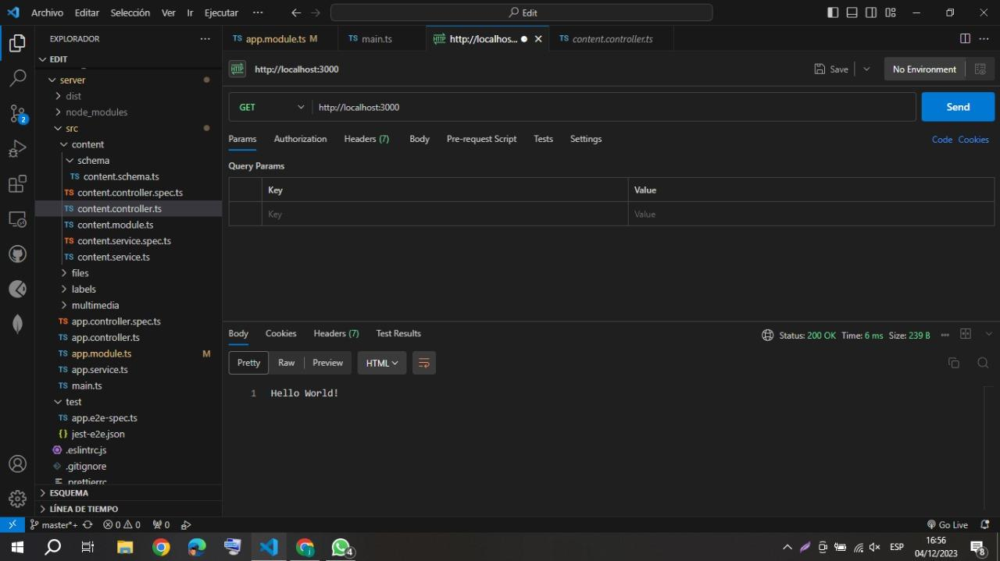 Archivo Editar Selección Ver Ir Ejecutar ··· Edit
EXPLORADOR ···
EDIT
server
dist
node_modules
src
content
schema
TS content.schema.ts
TS content.controller.spec.ts
TS content.controller.ts
TS content.module.ts
TS content.service.spec.ts
TS content.service.ts
files
labels
multimedia
TS app.controller.spec.ts
TS app.controller.ts
TS app.module.ts M
TS app.service.ts
TS main.ts
test
TS app.e2e-spec.ts
{} jest-e2e.json
.eslintrc.js
.gitignore
.prettierrc
ESQUEMA
LÍNEA DE TIEMPO
2
TS app.module.ts M TS main.ts HTTP http://localhos... TS content.controller.ts ···
HTTP http://localhost:3000 Save No Environment
GET http://localhost:3000 Send
Params Authorization Headers (7) Body Pre-request Script Tests Settings Code Cookies
Query Params
Key Value
Key Value
Body Cookies Headers (7) Test Results Status: 200 OK Time: 6 ms Size: 239 B ···
Pretty Raw Preview HTML
1 Hello World!
master*+ 0 0 0 Go Live
4 ESP 16:56
04/12/2023 8